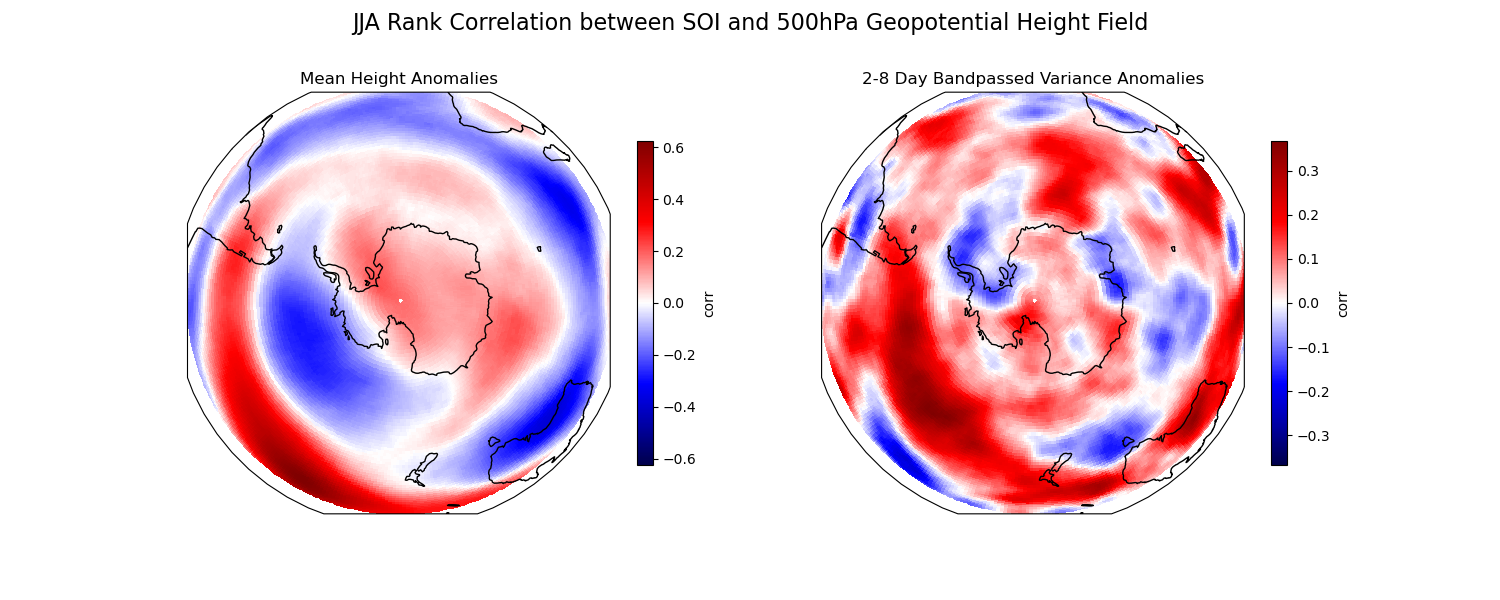 JJA Rank Correlation between SOI and 500hPa Geopotential Height Field
Mean Height Anomalies
0.6
0.4
0.2
0.0
−0.2
−0.4
−0.6
corr
2-8 Day Bandpassed Variance Anomalies
0.3
0.2
0.1
0.0
−0.1
−0.2
−0.3
corr